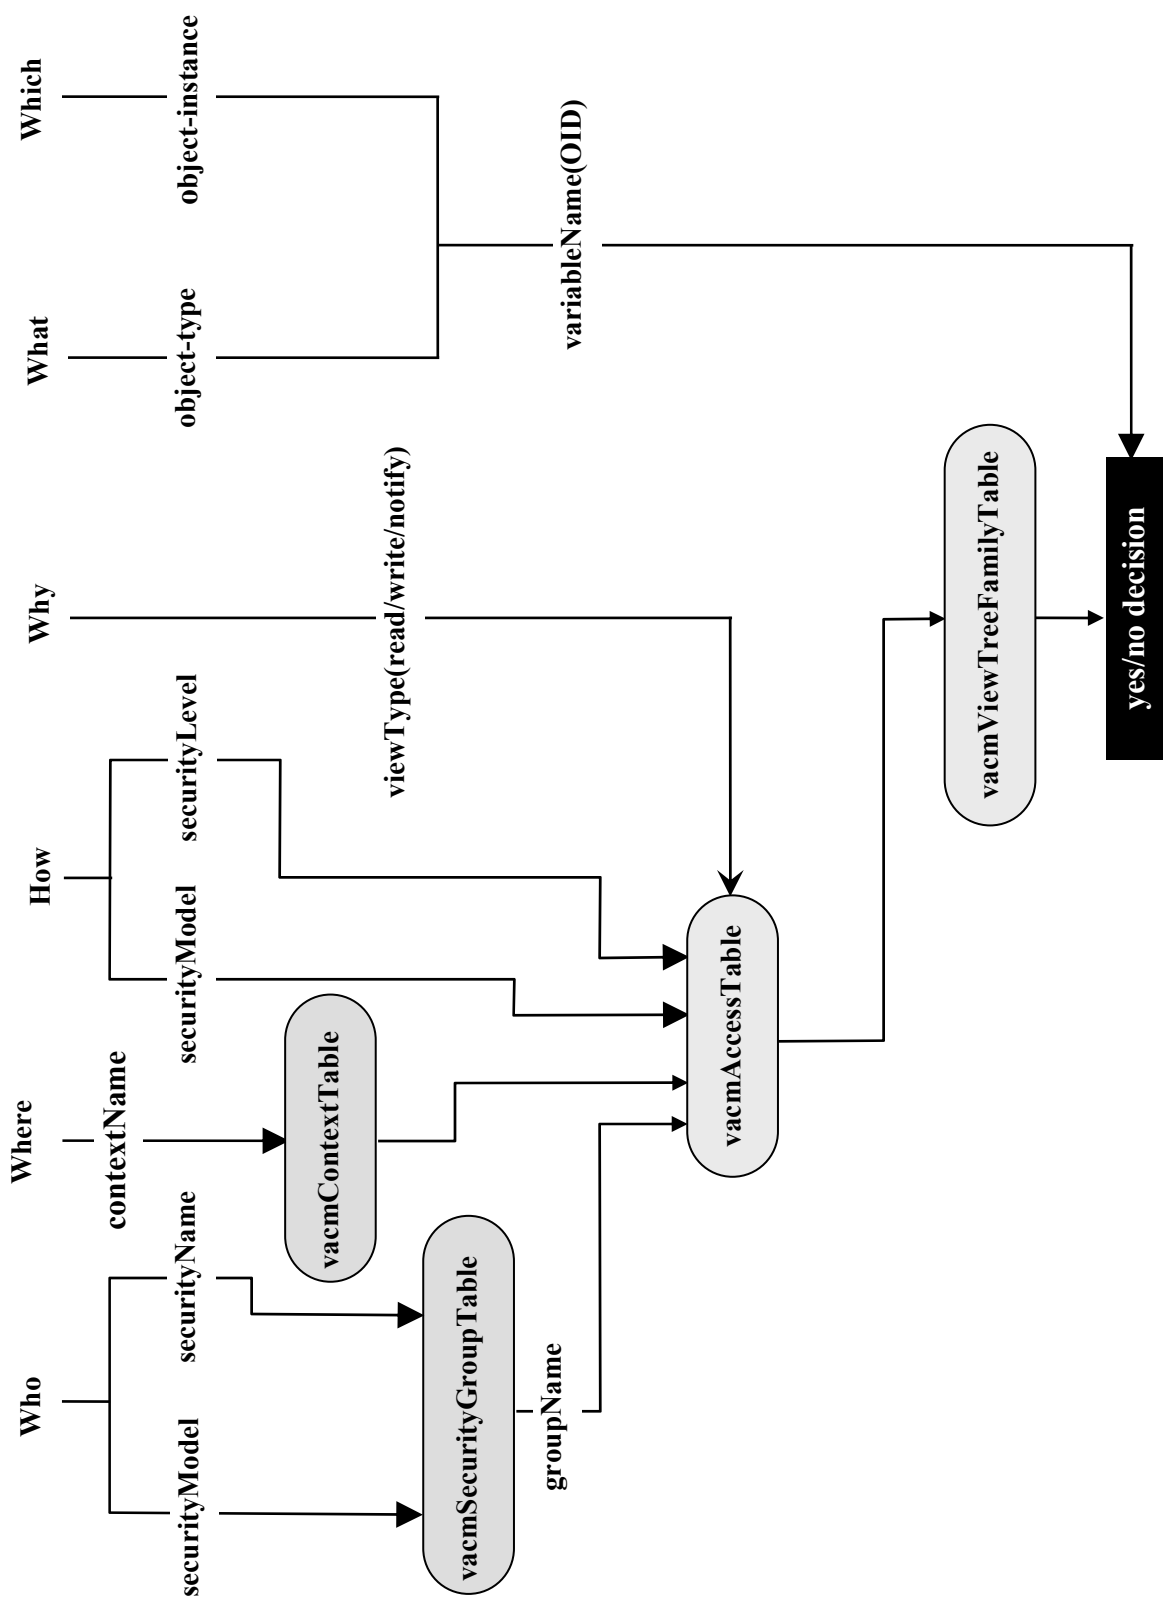 Who
Where
How
Why
What
Which
contextName
securityModel
securityName
securityModel
securityLevel
object-type
object-instance
vacmContextTable
viewType(read/write/notify)
vacmSecurityGroupTable
groupName
variableName(OID)
vacmAccessTable
vacmViewTreeFamilyTable
yes/no decision